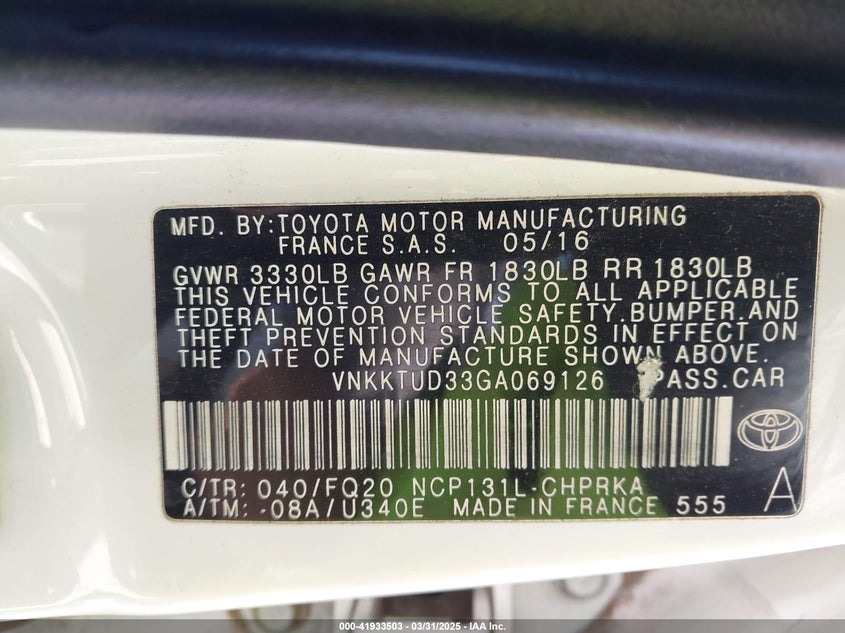 MFD. BY:TOYOTA MOTOR MANUFACTURING
FRANCE S.A.S. 05/16
GVWR 3330LB GAWR FR 1830LB RR 1830LB
THIS VEHICLE CONFORMS TO ALL APPLICABLE
FEDERAL MOTOR VEHICLE SAFETY,BUMPER,AND
THEFT PREVENTION STANDARDS IN EFFECT ON
THE DATE OF MANUFACTURE SHOWN ABOVE.
VNKKTUD33GA069126 PASS.CAR
C/TR: 040/FQ20 NCP131L-CHPRKA
A/TM: -08A/U340E MADE IN FRANCE 555 A
000-41933503 - 03/31/2025 - IAA Inc.